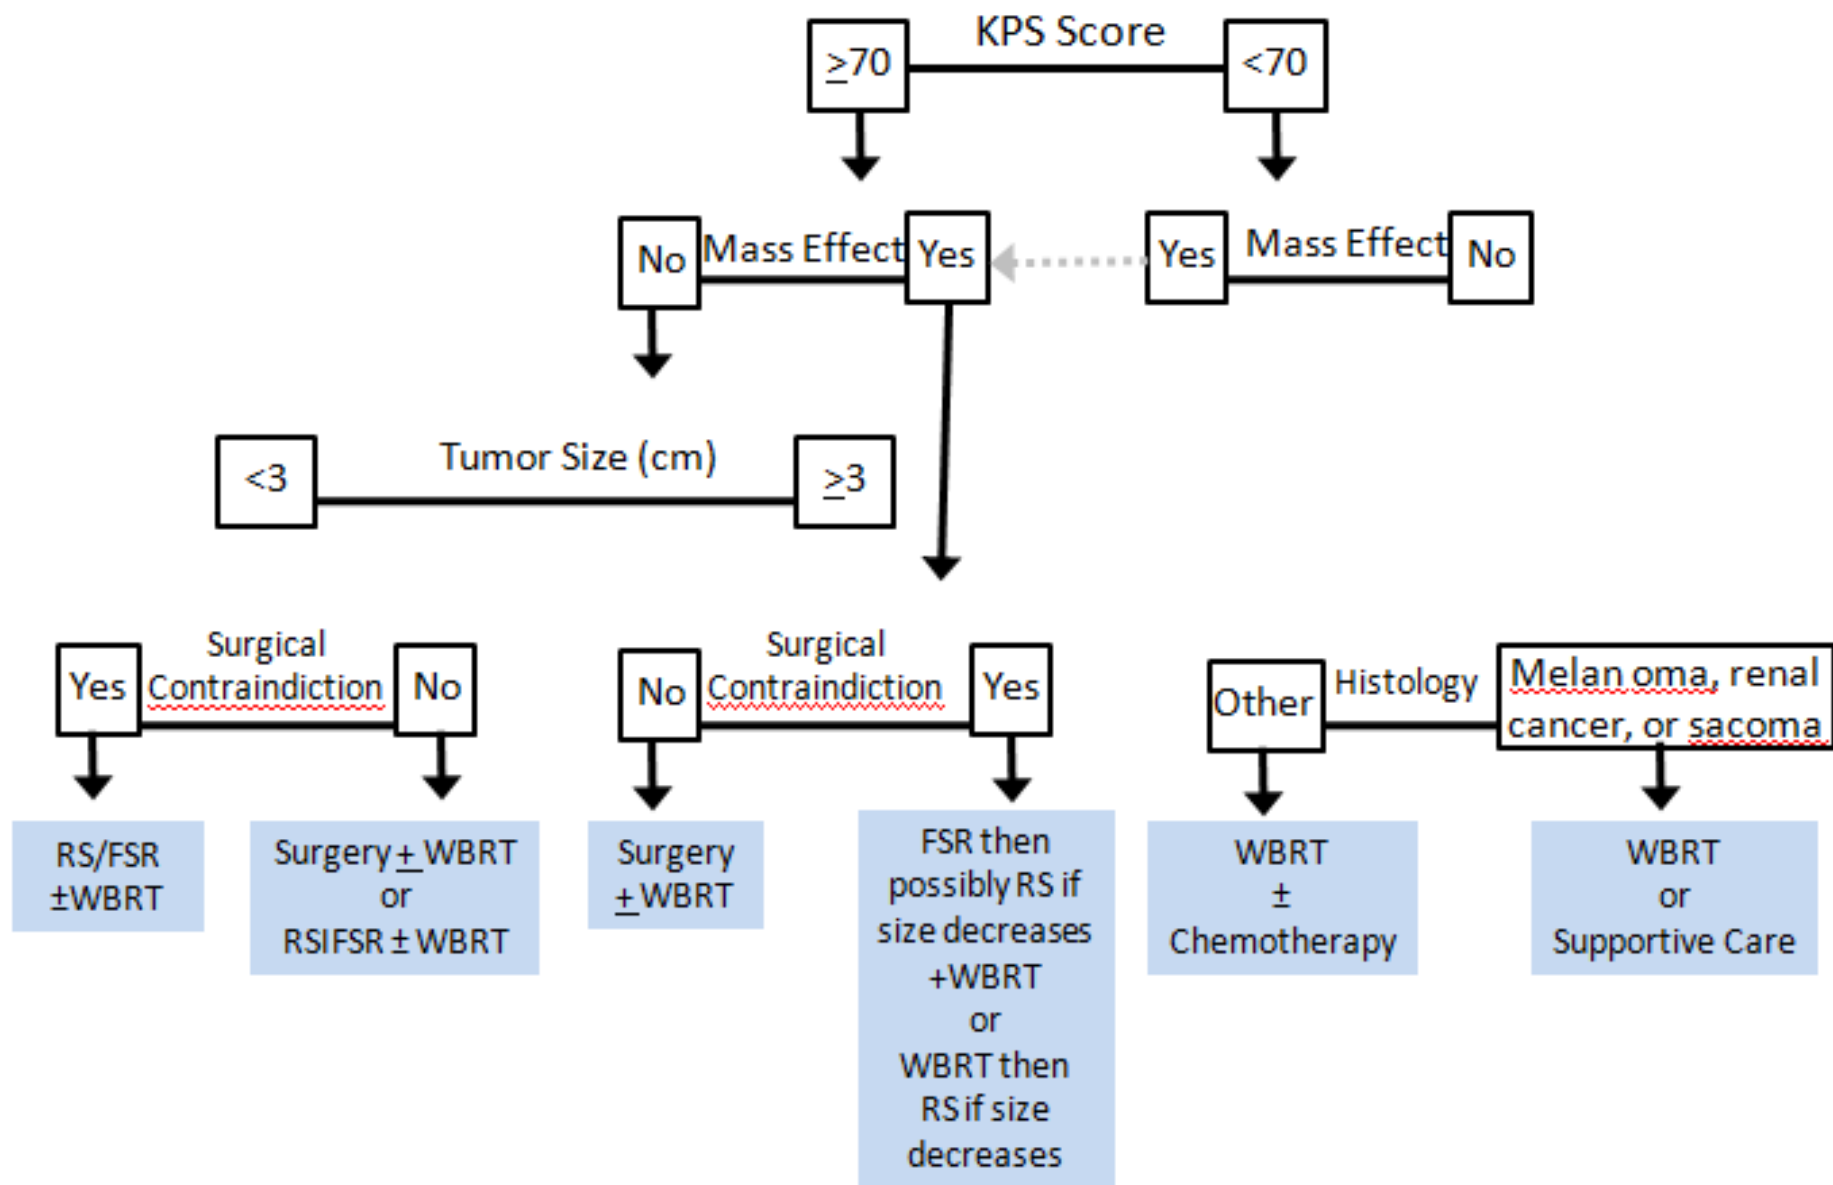 KPS Score
≥70
<70
No
Mass Effect
Yes
Yes
Mass Effect
No
<3
Tumor Size (cm)
≥3
Yes
Surgical
Contraindiction
No
No
Surgical
Contraindiction
Yes
Other
Histology
Melan oma, renal
cancer, or sacoma
RS/FSR
±WBRT
Surgery ± WBRT
or
RSIFSR ± WBRT
Surgery
± WBRT
FSR then
possibly RS if
size decreases
+WBRT
or
WBRT then
RS if size
decreases
WBRT
±
Chemotherapy
WBRT
or
Supportive Care